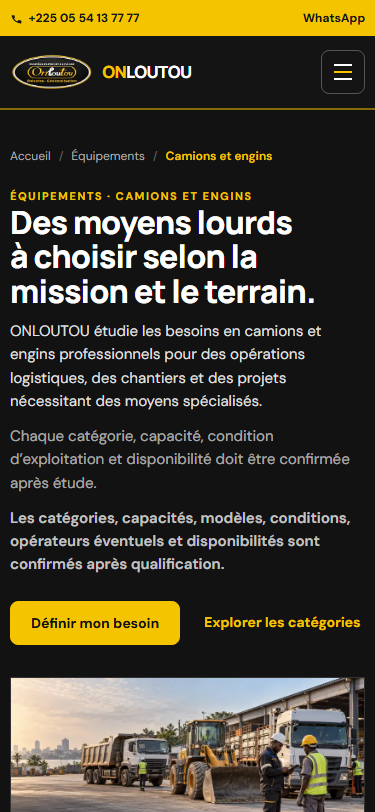 +225 05 54 13 77 77
WhatsApp
Onloutou
ONLOUTOU
Accueil / Équipements / Camions et engins
ÉQUIPEMENTS · CAMIONS ET ENGINS
Des moyens lourds
à choisir selon la
mission et le terrain.
ONLOUTOU étudie les besoins en camions et
engins professionnels pour des opérations
logistiques, des chantiers et des projets
nécessitant des moyens spécialisés.
Chaque catégorie, capacité, condition
d’exploitation et disponibilité doit être confirmée
après étude.
Les catégories, capacités, modèles, conditions,
opérateurs éventuels et disponibilités sont
confirmés après qualification.
Définir mon besoin
Explorer les catégories